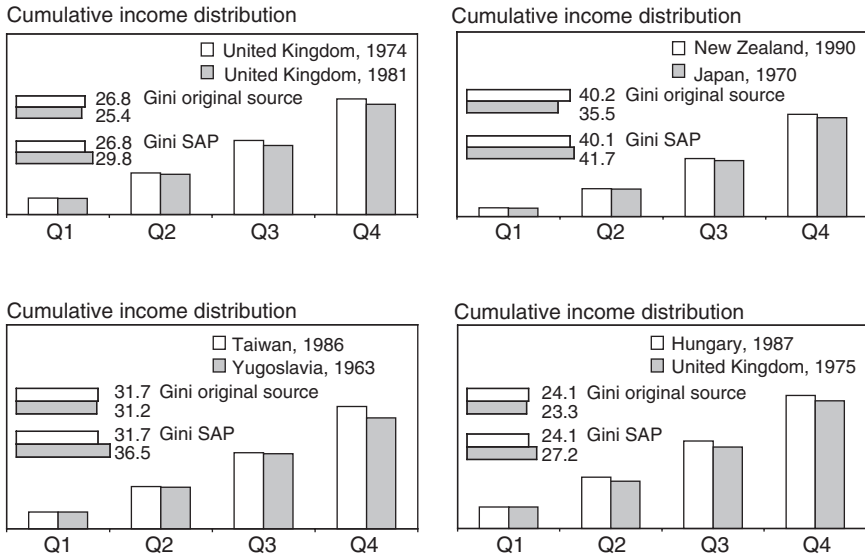 Cumulative income distribution
United Kingdom, 1974
United Kingdom, 1981
26.8 Gini original source
25.4
26.8 Gini SAP
29.8
Q1 Q2 Q3 Q4
Cumulative income distribution
New Zealand, 1990
Japan, 1970
40.2 Gini original source
35.5
40.1 Gini SAP
41.7
Q1 Q2 Q3 Q4
Cumulative income distribution
Taiwan, 1986
Yugoslavia, 1963
31.7 Gini original source
31.2
31.7 Gini SAP
36.5
Q1 Q2 Q3 Q4
Cumulative income distribution
Hungary, 1987
United Kingdom, 1975
24.1 Gini original source
23.3
24.1 Gini SAP
27.2
Q1 Q2 Q3 Q4